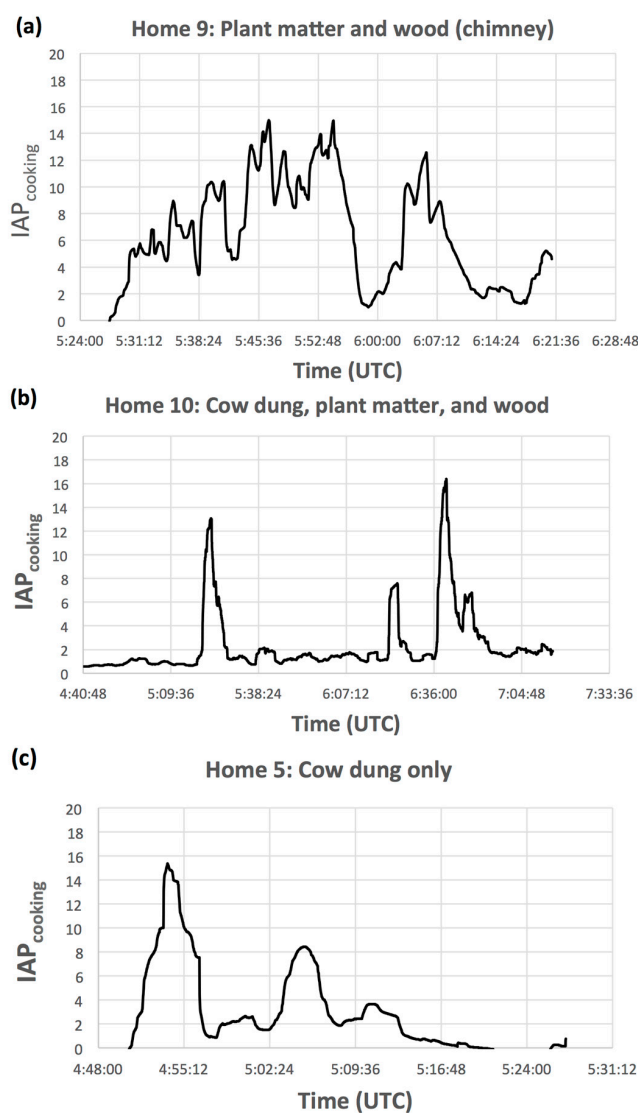 (a)
Home 9: Plant matter and wood (chimney)
20
18
16
14
12
10
8
6
4
2
0
IAPcooking
5:24:00 5:31:12 5:38:24 5:45:36 5:52:48 6:00:00 6:07:12 6:14:24 6:21:36 6:28:48
Time (UTC)
(b)
Home 10: Cow dung, plant matter, and wood
20
18
16
14
12
10
8
6
4
2
0
IAPcooking
4:40:48 5:09:36 5:38:24 6:07:12 6:36:00 7:04:48 7:33:36
Time (UTC)
(c)
Home 5: Cow dung only
20
18
16
14
12
10
8
6
4
2
0
IAPcooking
4:48:00 4:55:12 5:02:24 5:09:36 5:16:48 5:24:00 5:31:12
Time (UTC)